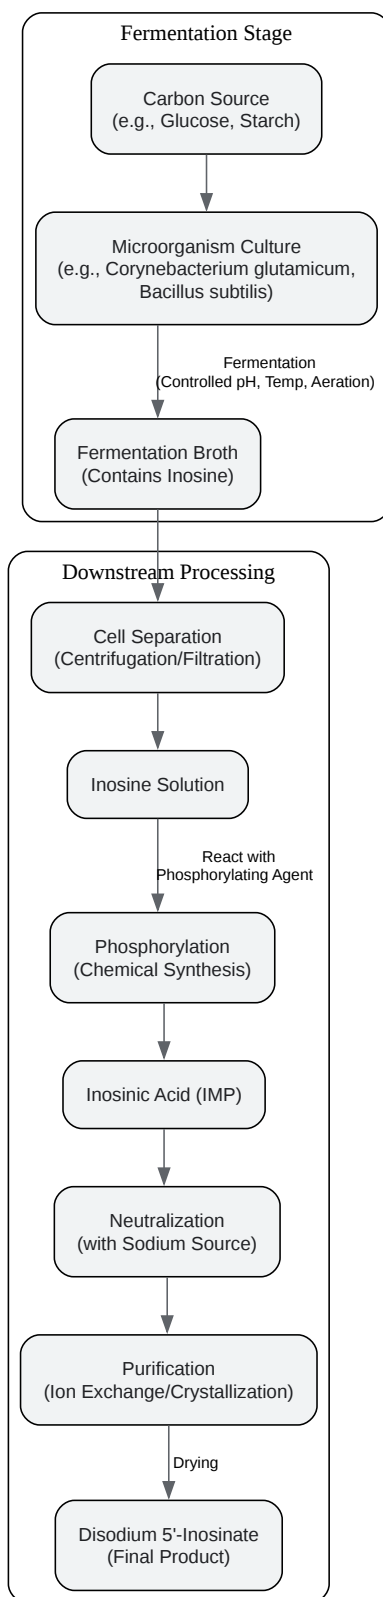 Fermentation Stage
Carbon Source
(e.g., Glucose, Starch)
Microorganism Culture
(e.g., Corynebacterium glutamicum,
Bacillus subtilis)
Fermentation
(Controlled pH, Temp, Aeration)
Fermentation Broth
(Contains Inosine)
Downstream Processing
Cell Separation
(Centrifugation/Filtration)
Inosine Solution
React with
Phosphorylating Agent
Phosphorylation
(Chemical Synthesis)
Inosinic Acid (IMP)
Neutralization
(with Sodium Source)
Purification
(Ion Exchange/Crystallization)
Drying
Disodium 5'-Inosinate
(Final Product)